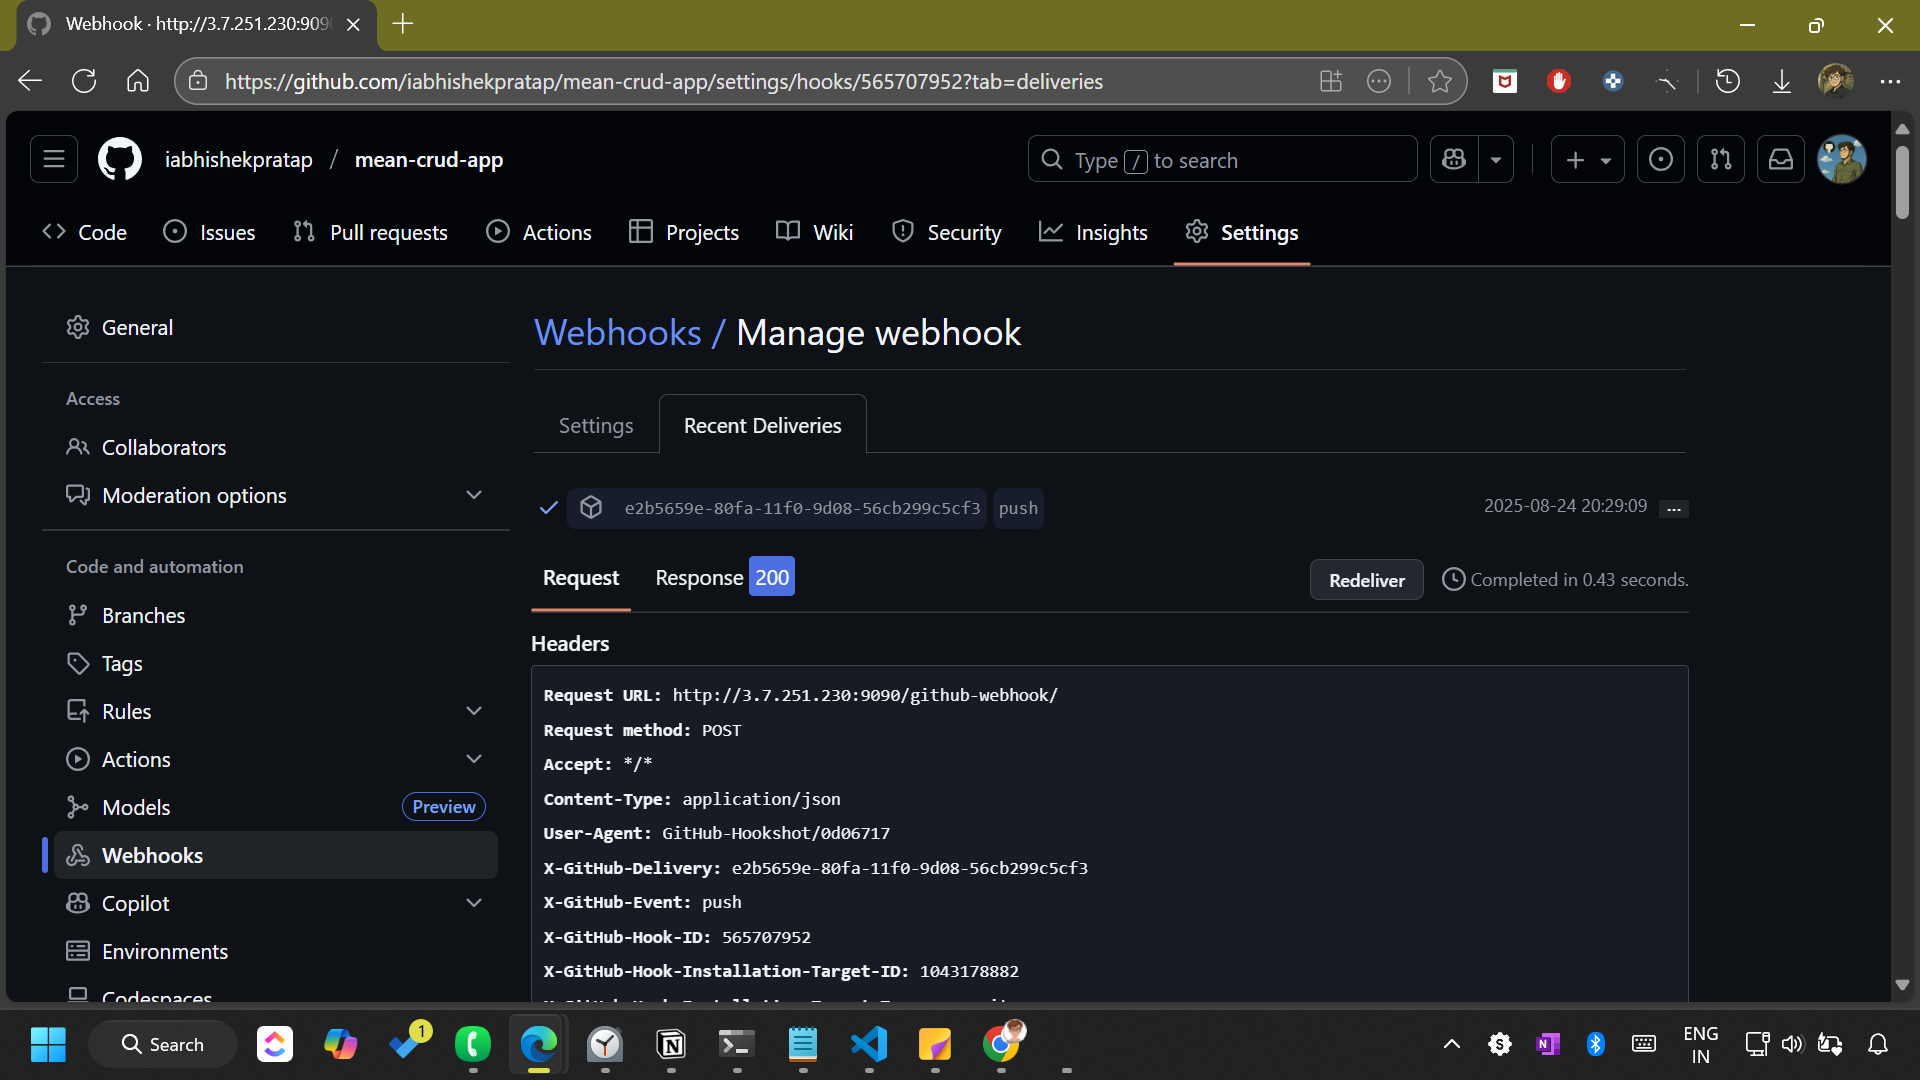 Webhook · http://3.7.251.230:909
https://github.com/iabhishekpratap/mean-crud-app/settings/hooks/565707952?tab=deliveries
iabhishekpratap / mean-crud-app
Type / to search
Code
Issues
Pull requests
Actions
Projects
Wiki
Security
Insights
Settings
General
Access
Collaborators
Moderation options
Code and automation
Branches
Tags
Rules
Actions
Models Preview
Webhooks
Copilot
Environments
Codespaces
Webhooks / Manage webhook
Settings
Recent Deliveries
e2b5659e-80fa-11f0-9d08-56cb299c5cf3 push
2025-08-24 20:29:09 ...
Request
Response 200
Redeliver
Completed in 0.43 seconds.
Headers
Request URL: http://3.7.251.230:9090/github-webhook/
Request method: POST
Accept: */*
Content-Type: application/json
User-Agent: GitHub-Hookshot/0d06717
X-GitHub-Delivery: e2b5659e-80fa-11f0-9d08-56cb299c5cf3
X-GitHub-Event: push
X-GitHub-Hook-ID: 565707952
X-GitHub-Hook-Installation-Target-ID: 1043178882
Search
1
ENG
IN